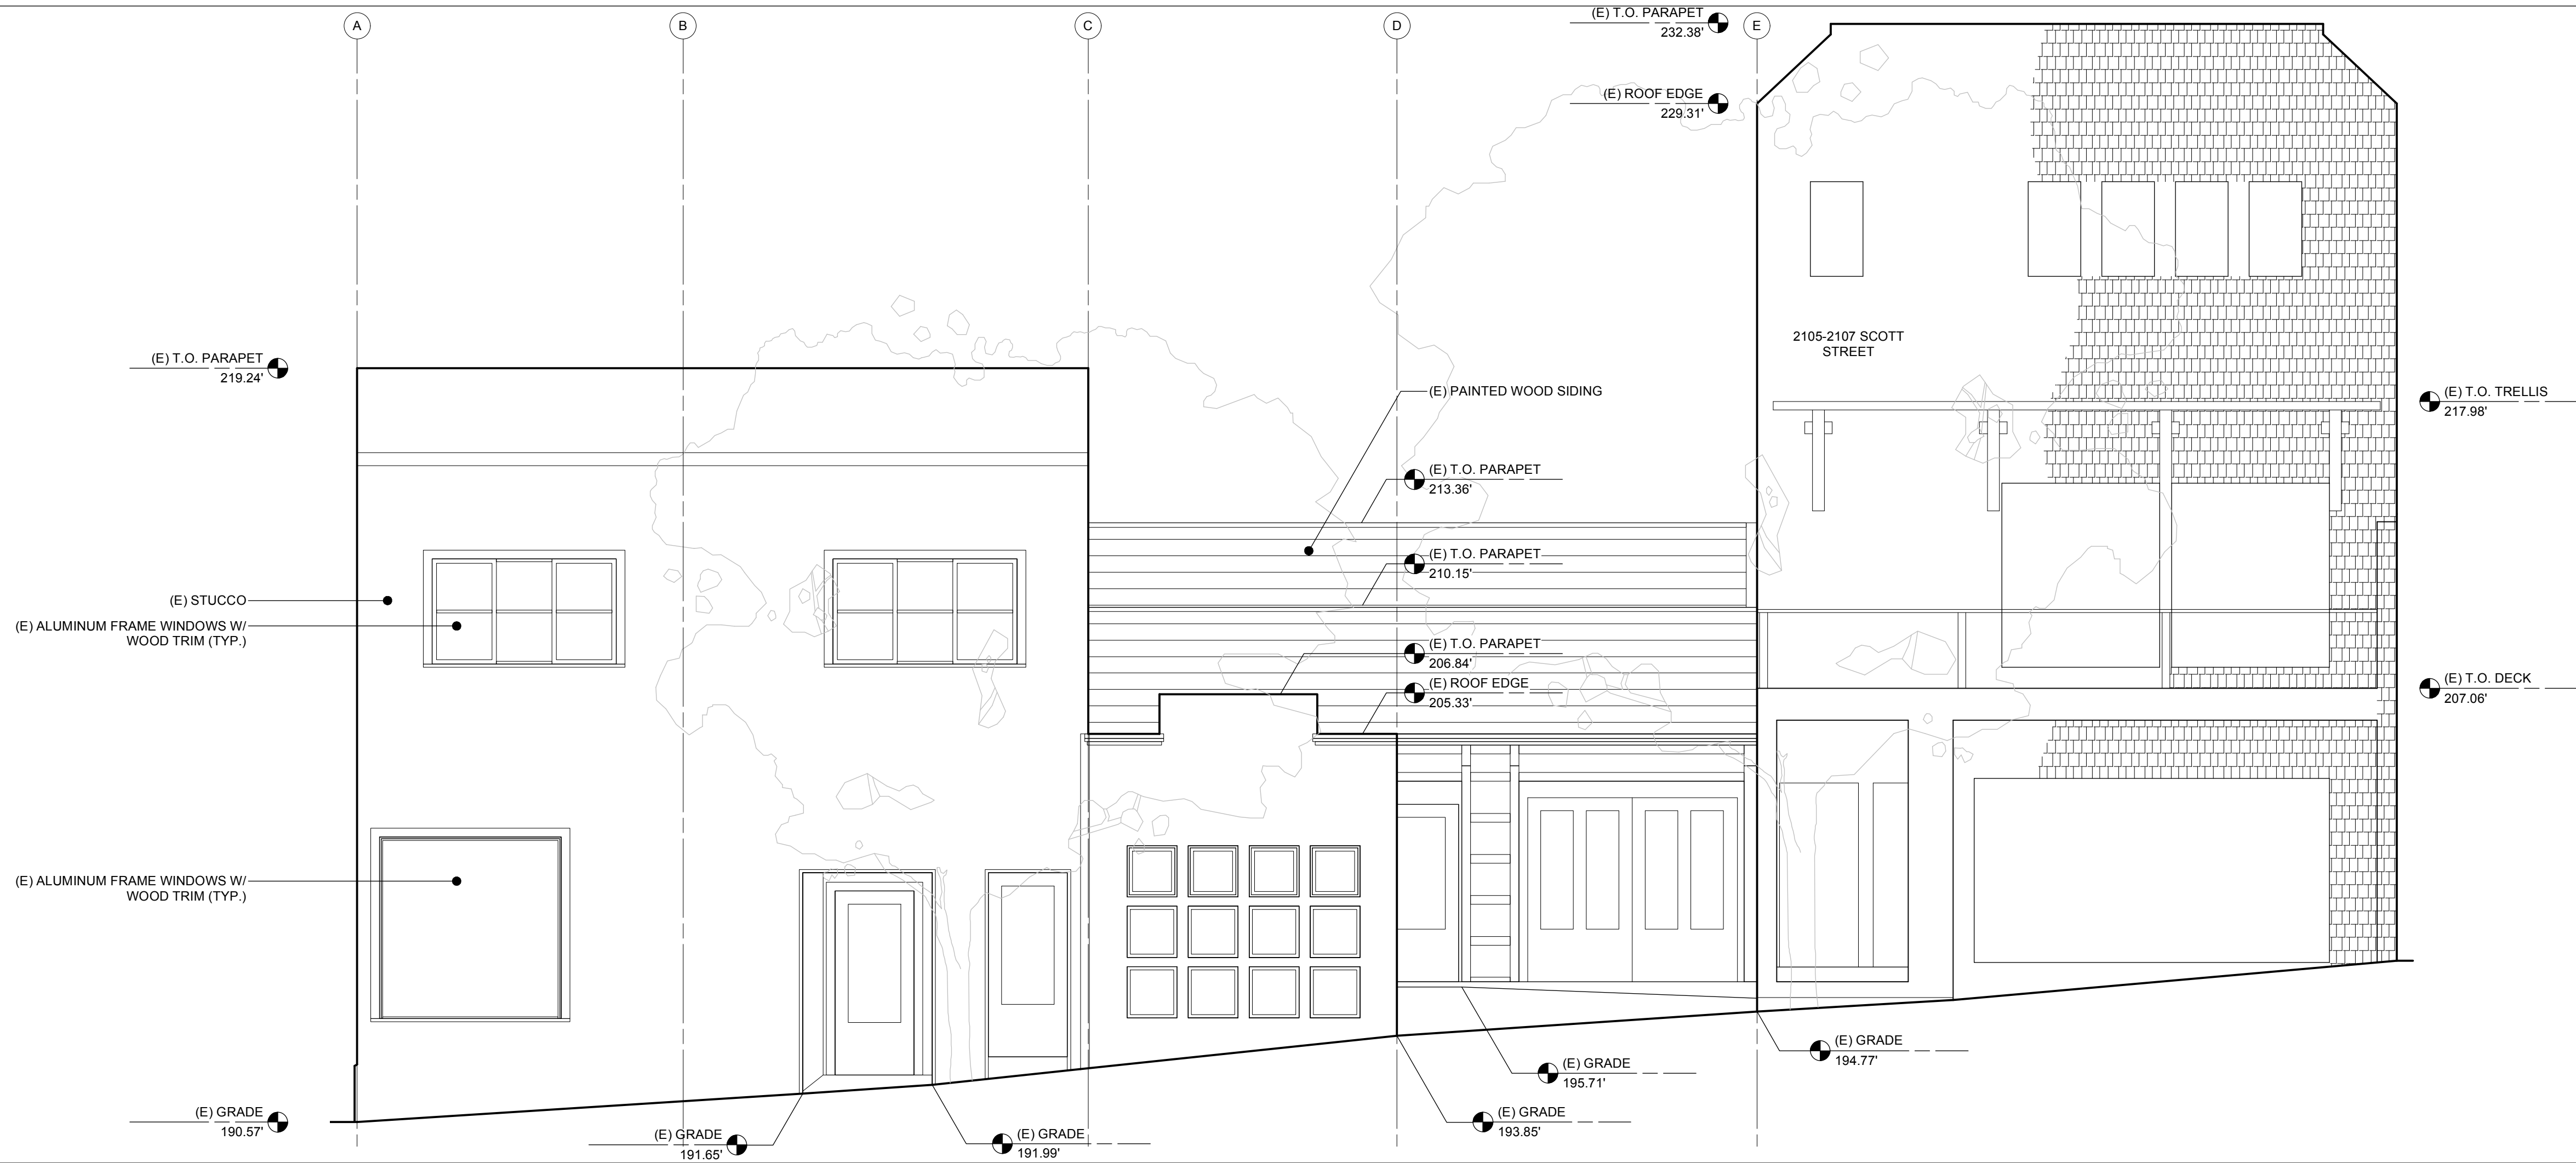 A
B
C
D
E
(E) T.O. PARAPET
232.38'
(E) ROOF EDGE
229.31'
2105-2107 SCOTT
STREET
(E) T.O. PARAPET
219.24'
(E) PAINTED WOOD SIDING
(E) T.O. TRELLIS
217.98'
(E) T.O. PARAPET
213.36'
(E) T.O. PARAPET
210.15'
(E) STUCCO
(E) ALUMINUM FRAME WINDOWS W/
WOOD TRIM (TYP.)
(E) T.O. PARAPET
206.84'
(E) ROOF EDGE
205.33'
(E) T.O. DECK
207.06'
(E) ALUMINUM FRAME WINDOWS W/
WOOD TRIM (TYP.)
(E) GRADE
194.77'
(E) GRADE
195.71'
(E) GRADE
190.57'
(E) GRADE
193.85'
(E) GRADE
191.65'
(E) GRADE
191.99'